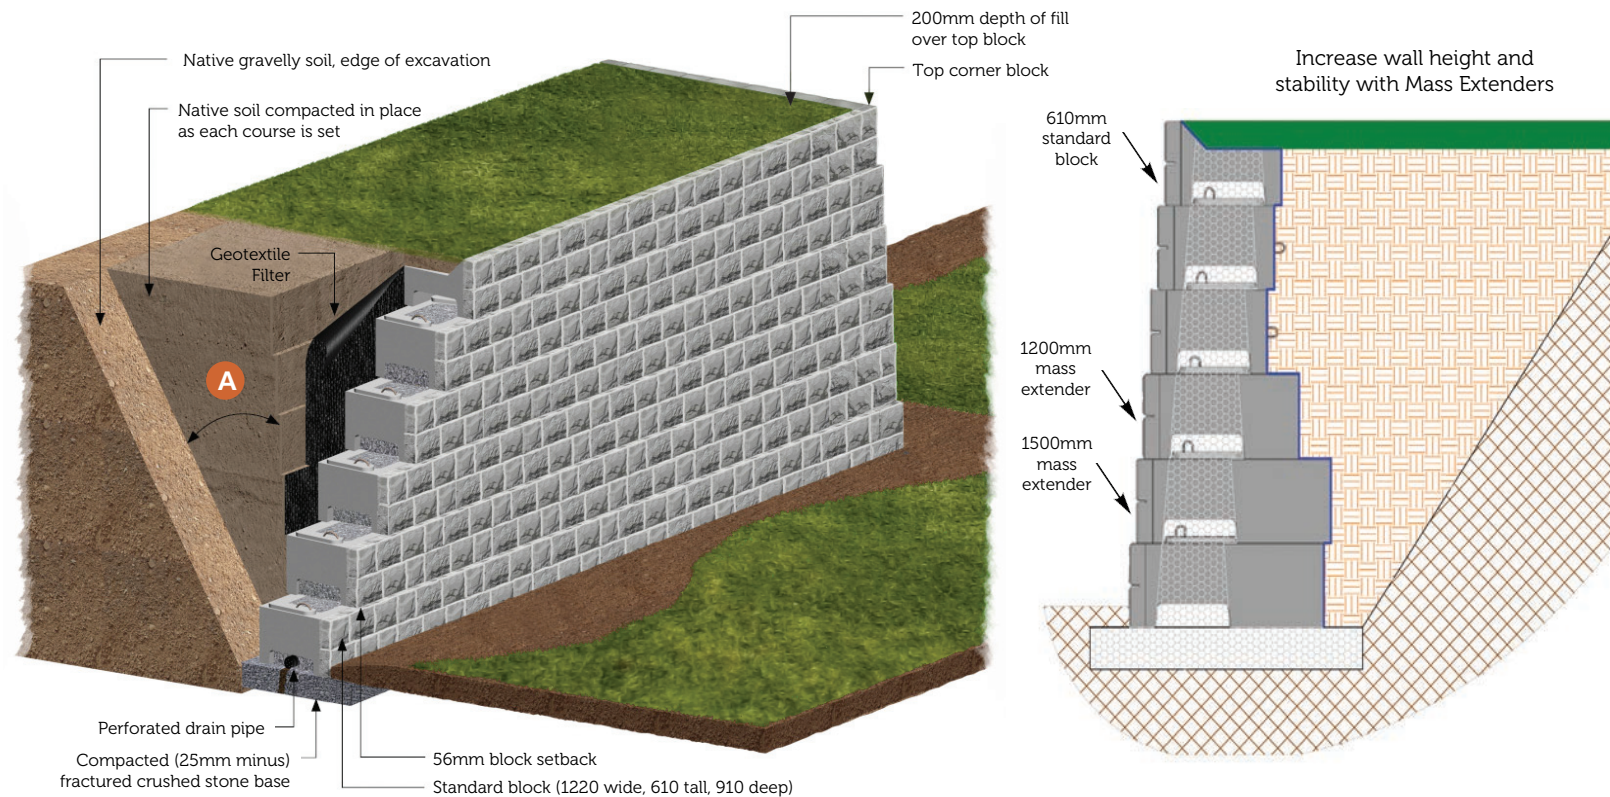 Native gravelly soil, edge of excavation
Native soil compacted in place
as each course is set
Geotextile
Filter
A
200mm depth of fill
over top block
Top corner block
Perforated drain pipe
Compacted (25mm minus)
fractured crushed stone base
56mm block setback
Standard block (1220 wide, 610 tall, 910 deep)
Increase wall height and
stability with Mass Extenders
610mm
standard
block
1200mm
mass
extender
1500mm
mass
extender